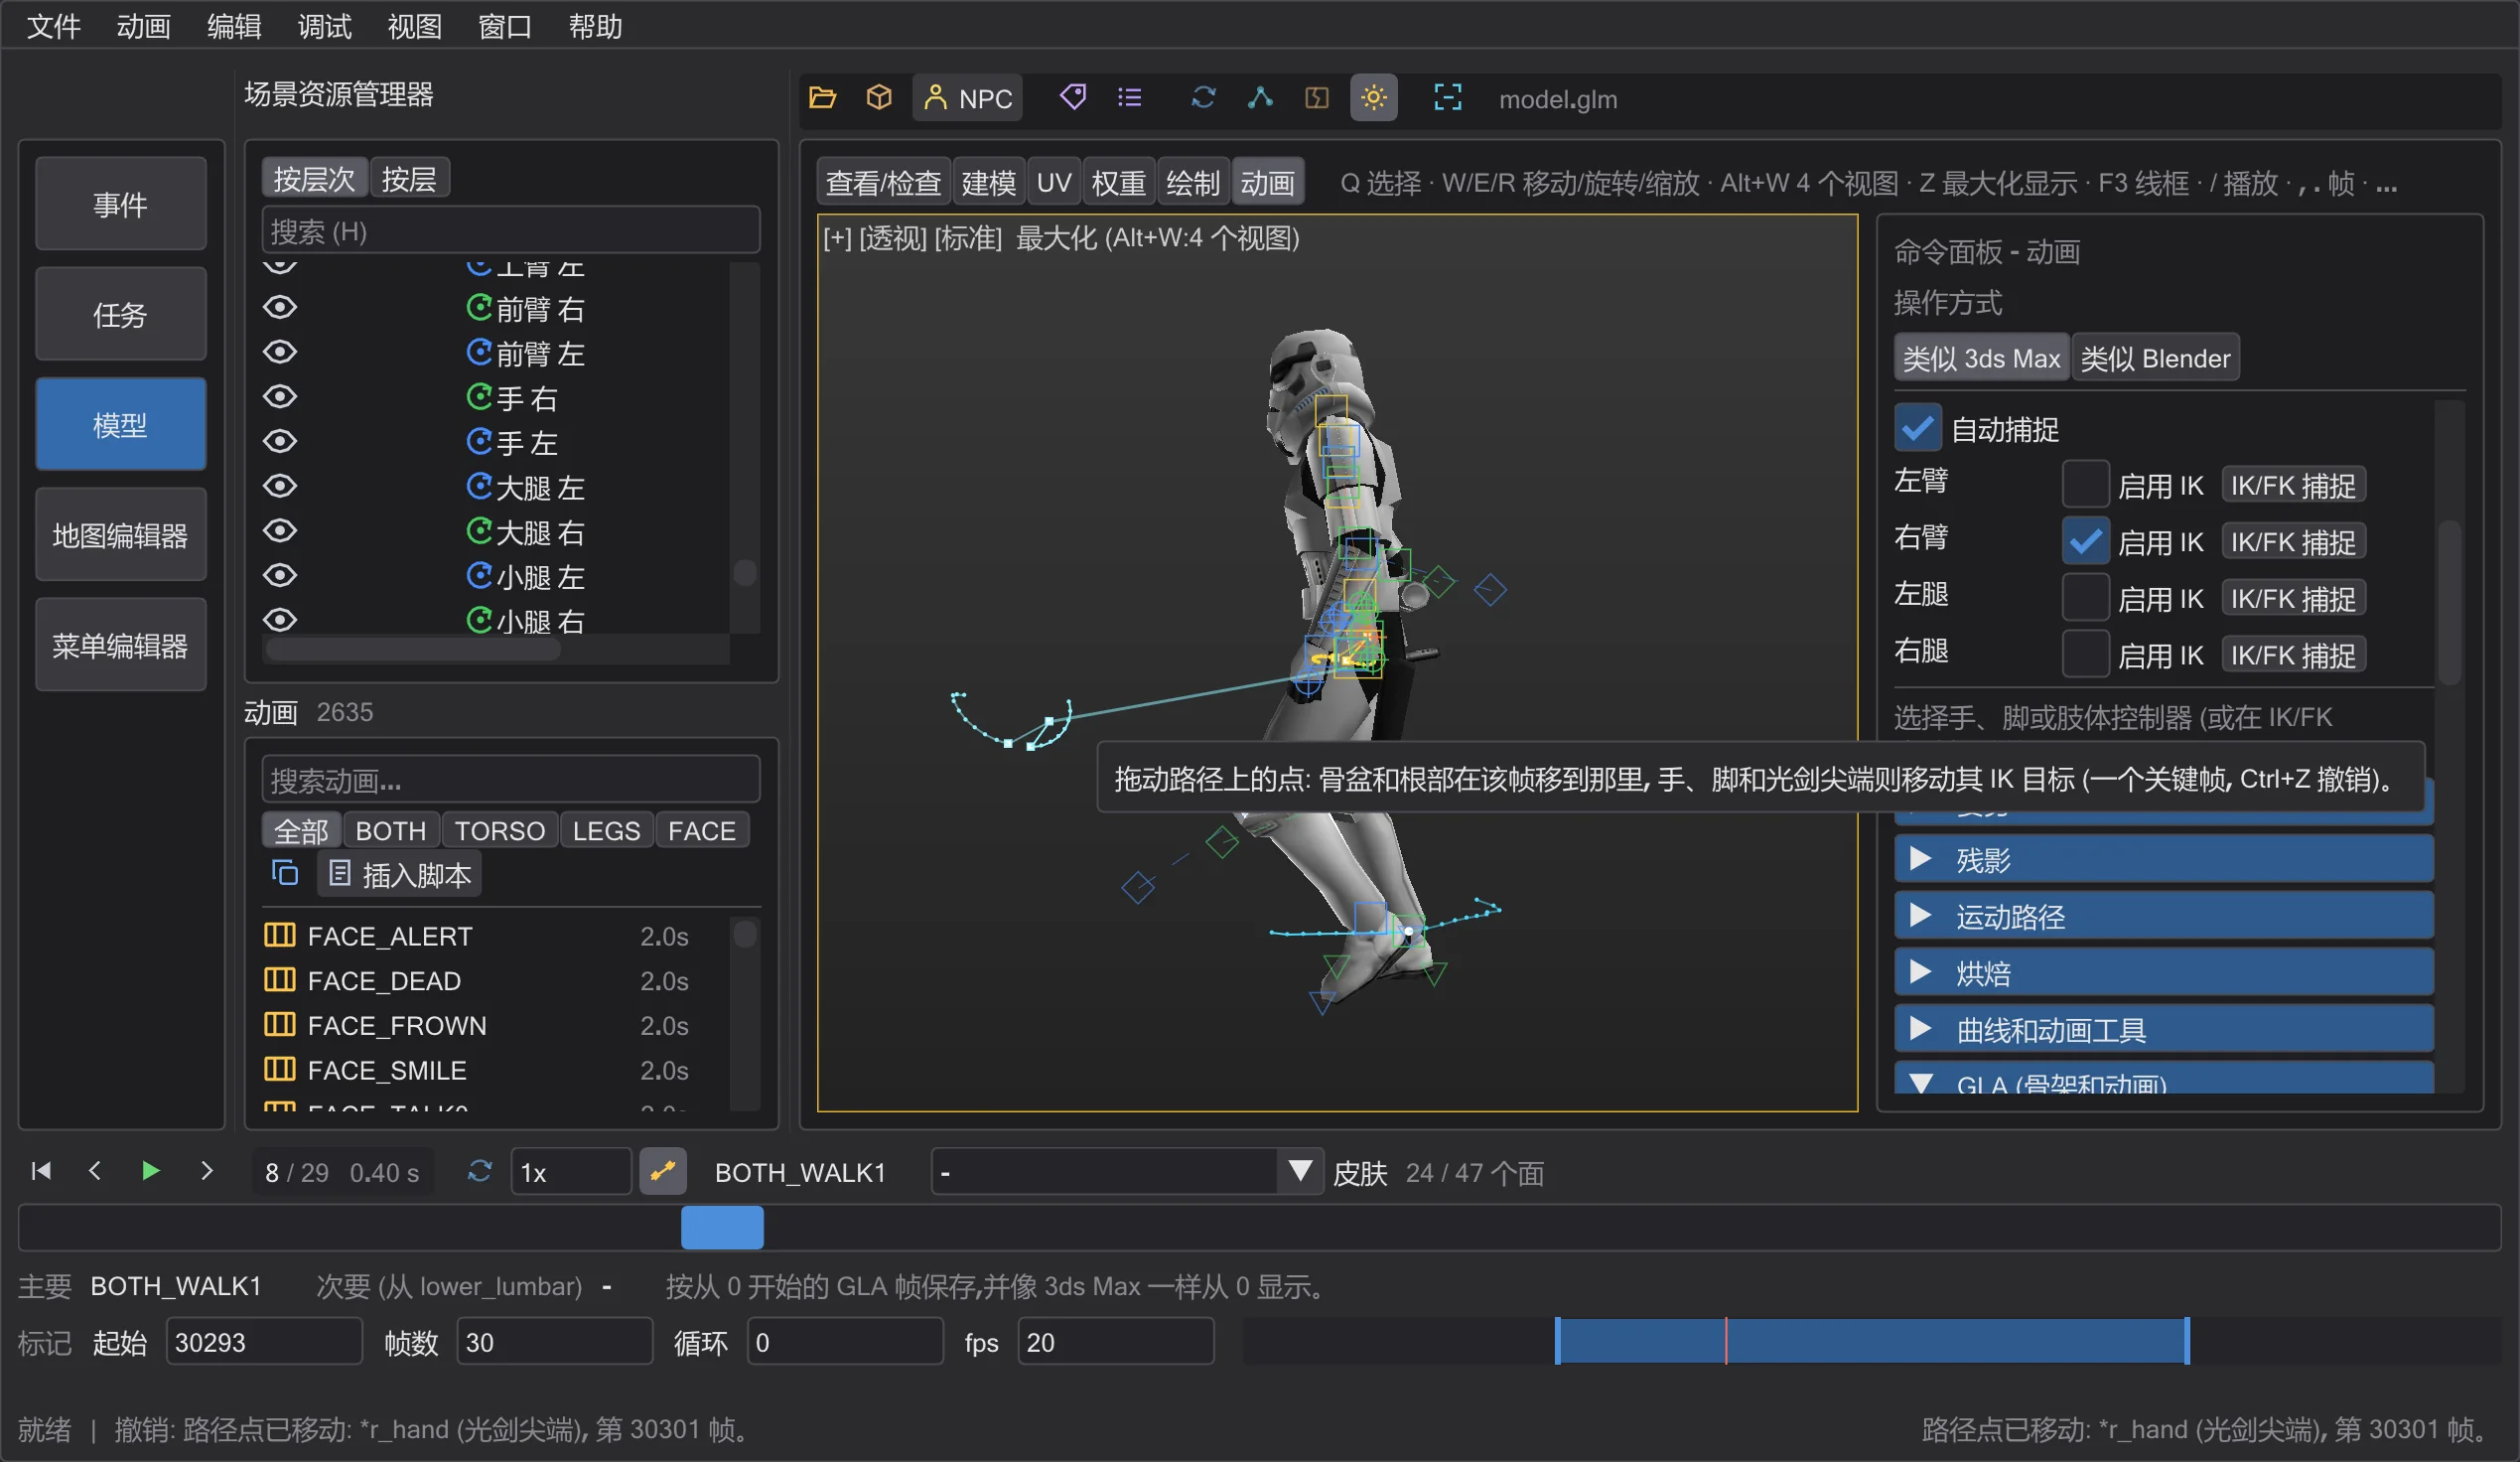 文件 动画 编辑 调试 视图 窗口 帮助
场景资源管理器
NPC
model.glm
事件
任务
模型
地图编辑器
菜单编辑器
按层次 按层
搜索 (H)
上臂 左
前臂 右
前臂 左
手 右
手 左
大腿 左
大腿 右
小腿 左
小腿 右
动画 2635
搜索动画...
全部 BOTH TORSO LEGS FACE
插入脚本
FACE_ALERT 2.0s
FACE_DEAD 2.0s
FACE_FROWN 2.0s
FACE_SMILE 2.0s
查看/检查 建模 UV 权重 绘制 动画
Q 选择 · W/E/R 移动/旋转/缩放 · Alt+W 4 个视图 · Z 最大化显示 · F3 线框 · / 播放 · , . 帧 · ...
[+] [透视] [标准] 最大化 (Alt+W:4 个视图)
命令面板 - 动画
操作方式
类似 3ds Max 类似 Blender
自动捕捉
左臂 启用 IK IK/FK 捕捉
右臂 启用 IK IK/FK 捕捉
左腿 启用 IK IK/FK 捕捉
右腿 启用 IK IK/FK 捕捉
选择手、脚或肢体控制器 (或在 IK/FK
拖动路径上的点: 骨盆和根部在该帧移到那里, 手、脚和光剑尖端则移动其 IK 目标 (一个关键帧, Ctrl+Z 撤销)。
残影
运动路径
烘焙
曲线和动画工具
GLA (骨架和动画)
8 / 29 0.40 s
1x
BOTH_WALK1
-
皮肤 24 / 47 个面
主要 BOTH_WALK1 次要 (从 lower_lumbar) - 按从 0 开始的 GLA 帧保存,并像 3ds Max 一样从 0 显示。
标记 起始 30293 帧数 30 循环 0 fps 20
就绪 | 撤销: 路径点已移动: *r_hand (光剑尖端), 第 30301 帧。
路径点已移动: *r_hand (光剑尖端), 第 30301 帧。